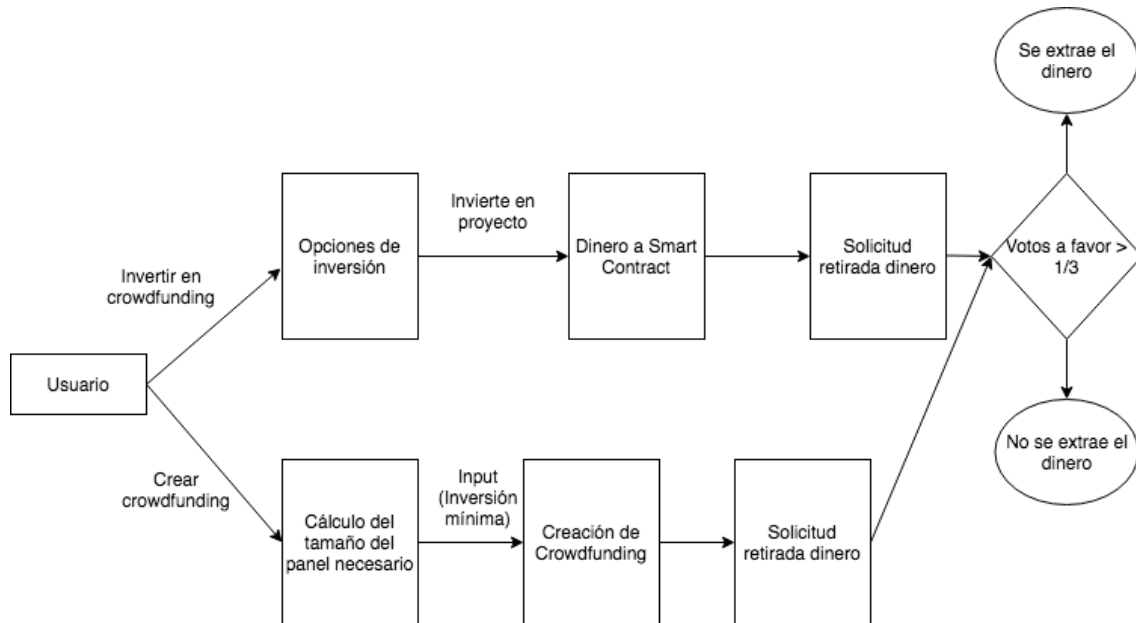 Se extrae el
dinero
Invierte en
proyecto
Opciones de
inversión
Dinero a Smart
Contract
Solicitud
retirada dinero
Votos a favor >
1/3
Invertir en
crowdfunding
Usuario
No se extrae el
dinero
Crear
crowdfunding
Input
(Inversión
mínima)
Cálculo del
tamaño del
panel necesario
Creación de
Crowdfunding
Solicitud
retirada dinero